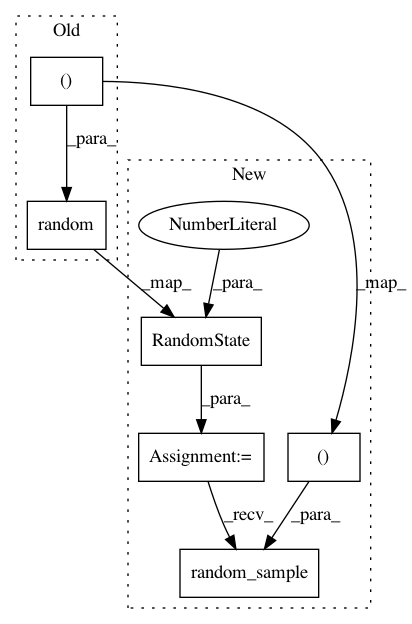 Old
()
_para_
New
random
NumberLiteral
_map_
_para_
_map_
RandomState
_para_
Assignment:=
()
_recv_
_para_
random_sample